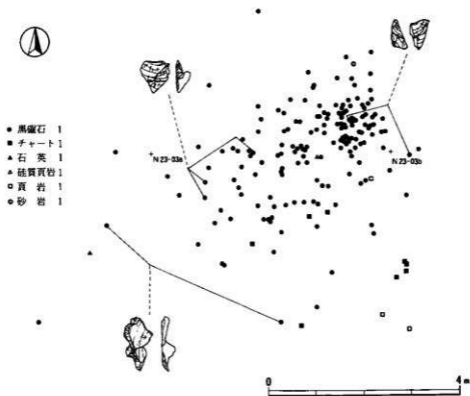 ● 黒曜石 1
■ チャート 1
▲ 石英 1
▲ 硅質頁岩 1
□ 頁岩 1
○ 砂岩 1
N 23-03a
N 23-03b
0 4m